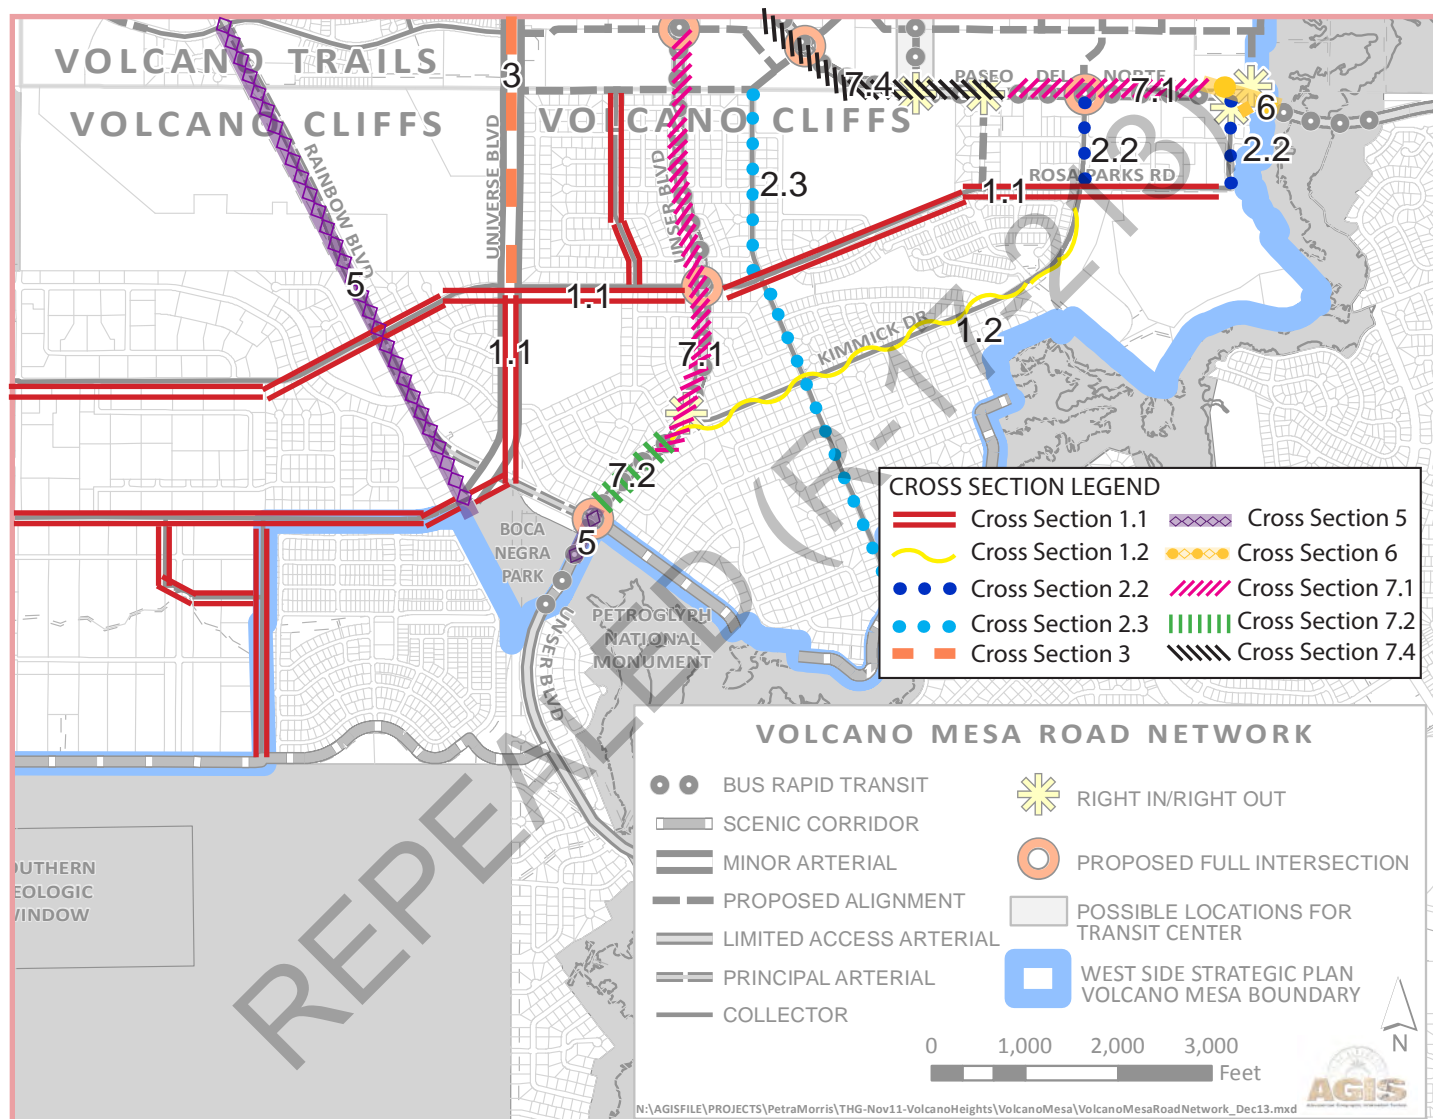 VOLCANO TRAILS
VOLCANO CLIFFS
VOLCANO CLIFFS
3
7.4
PASEO DEL NORTE
7.1
6
2.2
2.2
ROSA PARKS RD
1.1
2.3
UNSER BLVD
UNIVERSE BLVD
RAINBOW BLVD
5
1.1
1.1
7.1
KIMMICK DR
1.2
7.2
5
BOCA
NEGRA
PARK
PETROGLYPH
NATIONAL
MONUMENT
UNSER BLVD
REPEALED (R-17-213)
CROSS SECTION LEGEND
Cross Section 1.1
Cross Section 1.2
Cross Section 2.2
Cross Section 2.3
Cross Section 3
Cross Section 5
Cross Section 6
Cross Section 7.1
Cross Section 7.2
Cross Section 7.4
VOLCANO MESA ROAD NETWORK
BUS RAPID TRANSIT
SCENIC CORRIDOR
MINOR ARTERIAL
PROPOSED ALIGNMENT
LIMITED ACCESS ARTERIAL
PRINCIPAL ARTERIAL
COLLECTOR
RIGHT IN/RIGHT OUT
PROPOSED FULL INTERSECTION
POSSIBLE LOCATIONS FOR
TRANSIT CENTER
WEST SIDE STRATEGIC PLAN
VOLCANO MESA BOUNDARY
0 1,000 2,000 3,000
Feet
N
AGIS
OUTHERN
EOLOGIC
WINDOW
N:\AGISFILE\PROJECTS\PetraMorris\THG-Nov11-VolcanoHeights\VolcanoMesa\VolcanoMesaRoadNetwork_Dec13.mxd